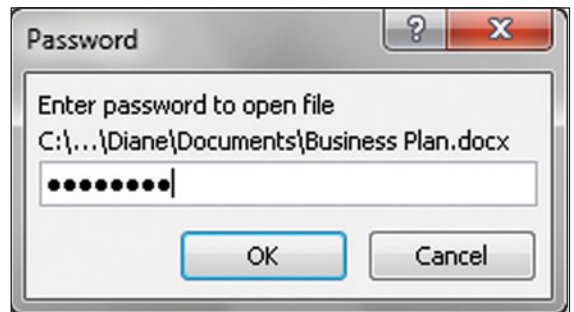 Password
?
X
Enter password to open file
C:\...\Diane\Documents\Business Plan.docx
●●●●●●●●
OK
Cancel